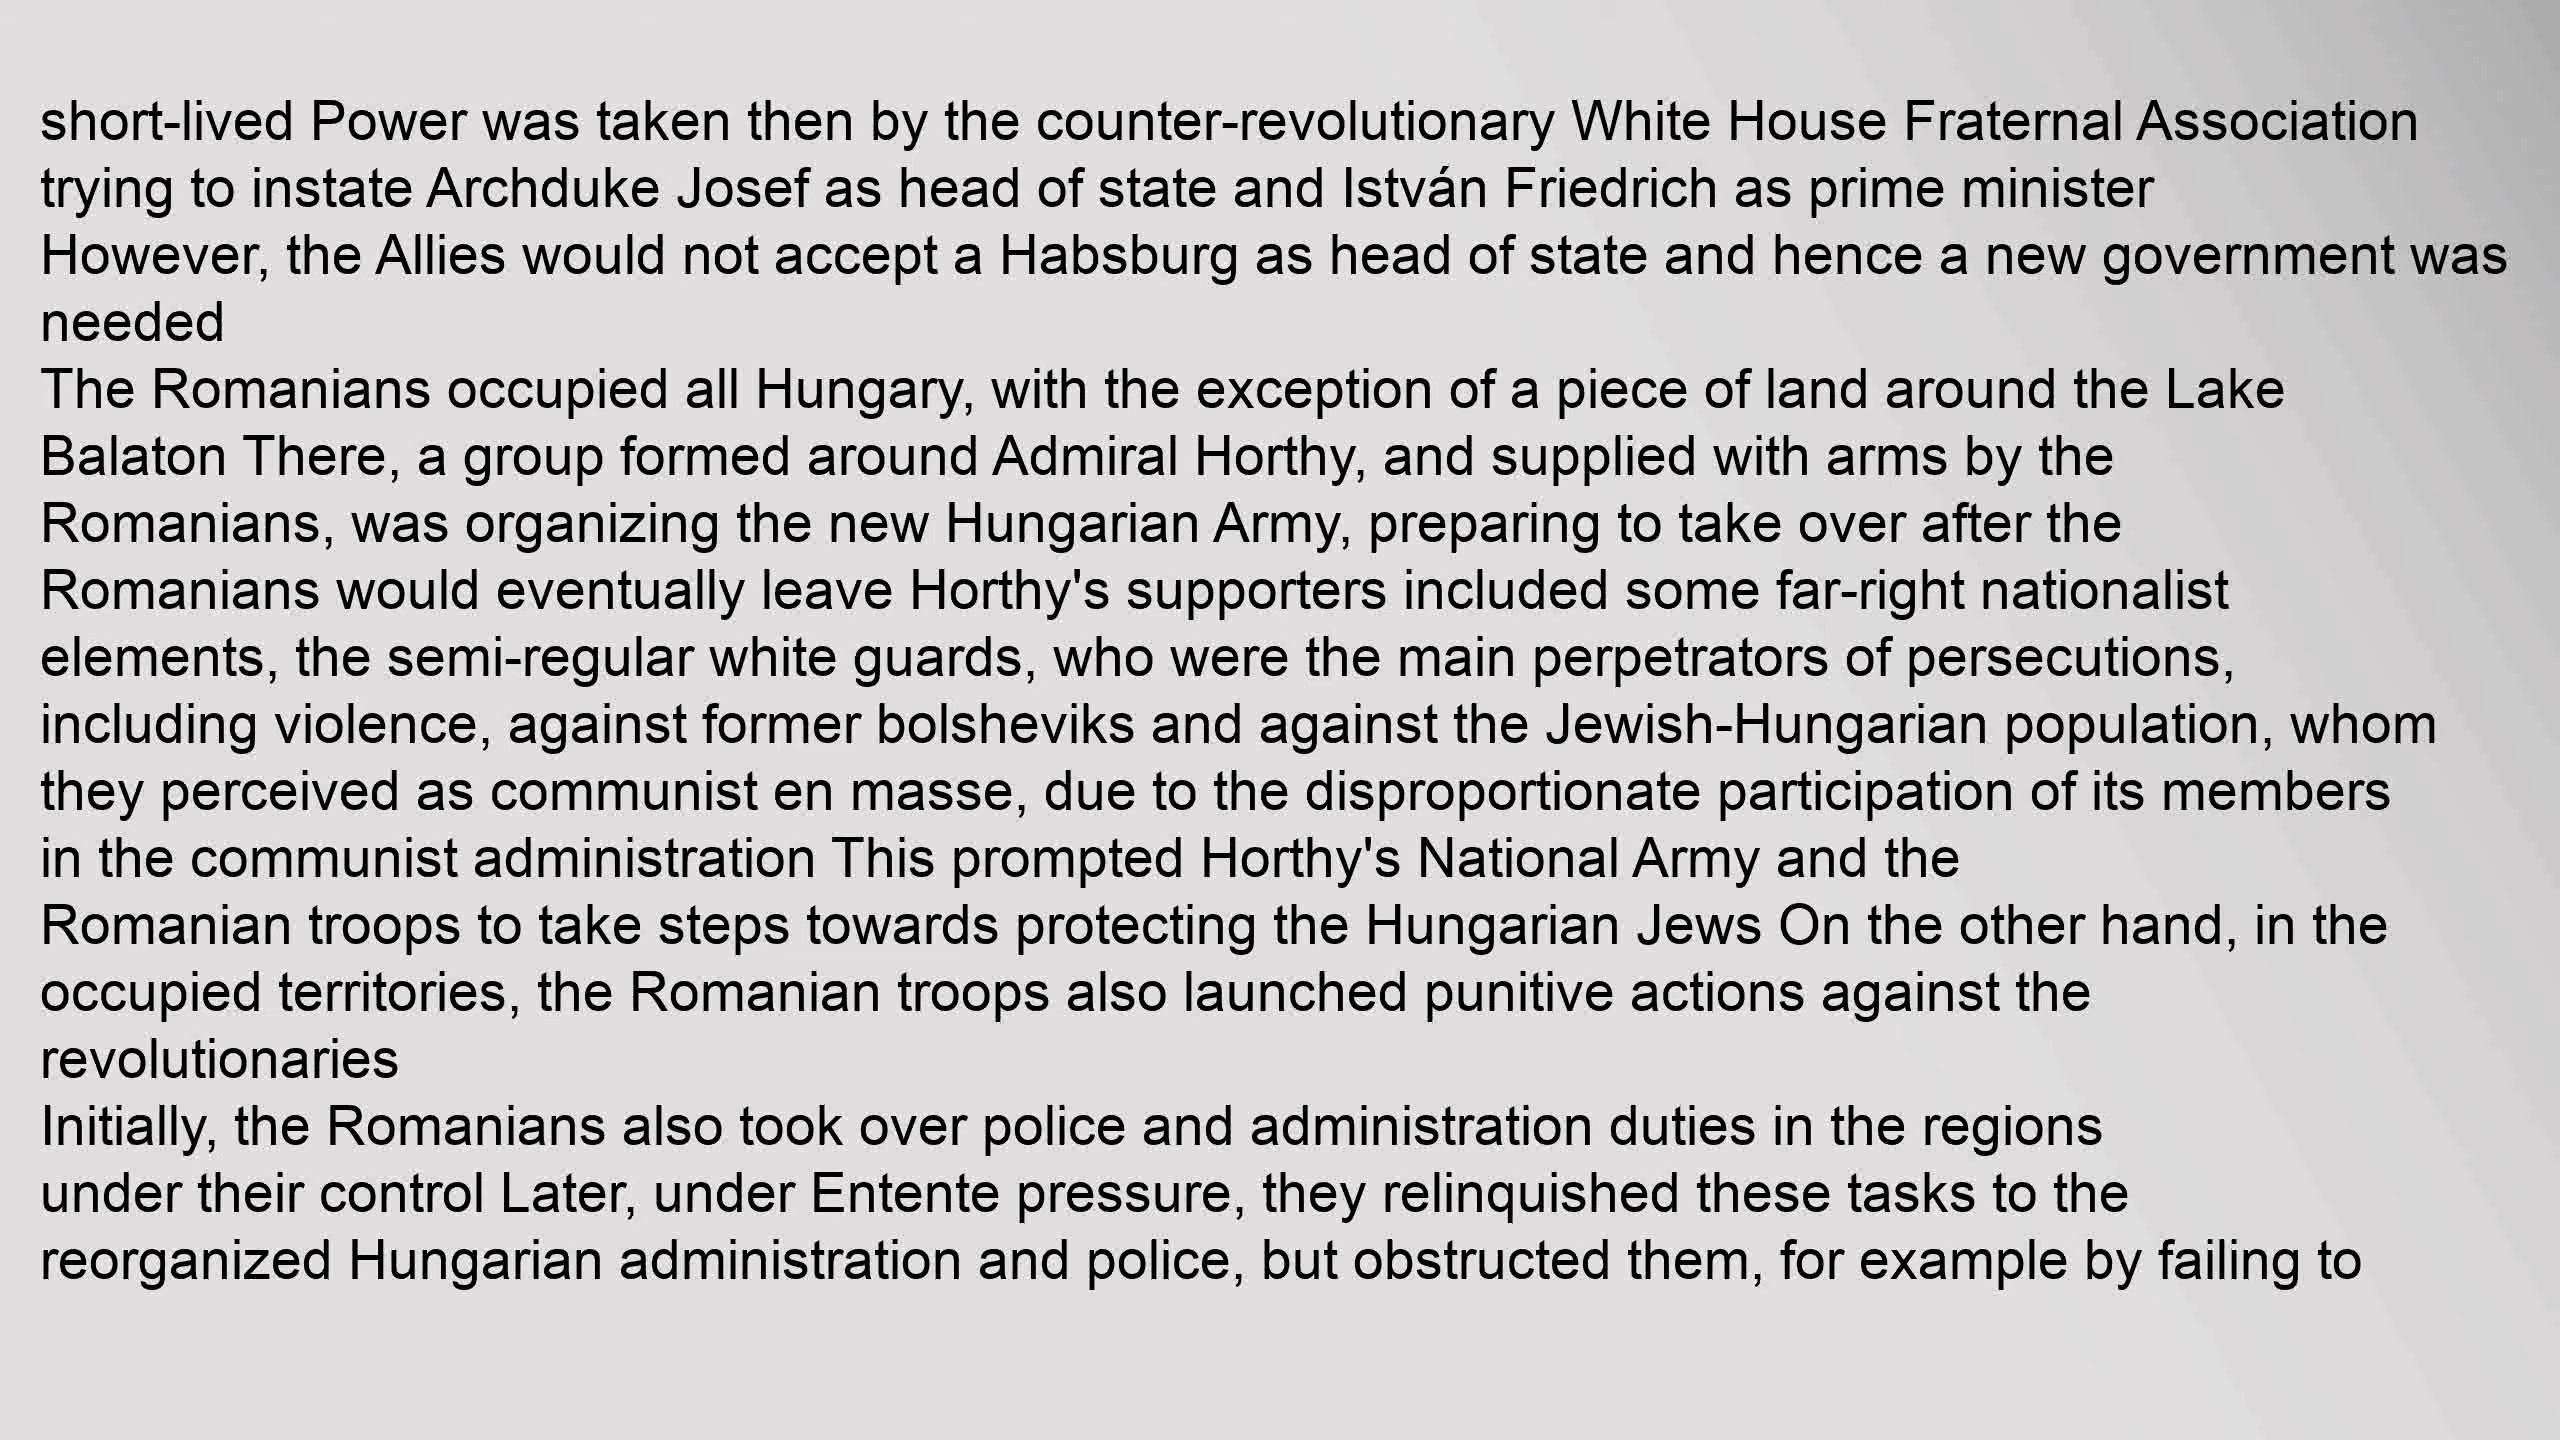 short-lived Power was taken then by the counter-revolutionary White House Fraternal Association
trying to instate Archduke Josef as head of state and István Friedrich as prime minister
However, the Allies would not accept a Habsburg as head of state and hence a new government was
needed
The Romanians occupied all Hungary, with the exception of a piece of land around the Lake
Balaton There, a group formed around Admiral Horthy, and supplied with arms by the
Romanians, was organizing the new Hungarian Army, preparing to take over after the
Romanians would eventually leave Horthy's supporters included some far-right nationalist
elements, the semi-regular white guards, who were the main perpetrators of persecutions,
including violence, against former bolsheviks and against the Jewish-Hungarian population, whom
they perceived as communist en masse, due to the disproportionate participation of its members
in the communist administration This prompted Horthy's National Army and the
Romanian troops to take steps towards protecting the Hungarian Jews On the other hand, in the
occupied territories, the Romanian troops also launched punitive actions against the
revolutionaries
Initially, the Romanians also took over police and administration duties in the regions
under their control Later, under Entente pressure, they relinquished these tasks to the
reorganized Hungarian administration and police, but obstructed them, for example by failing to